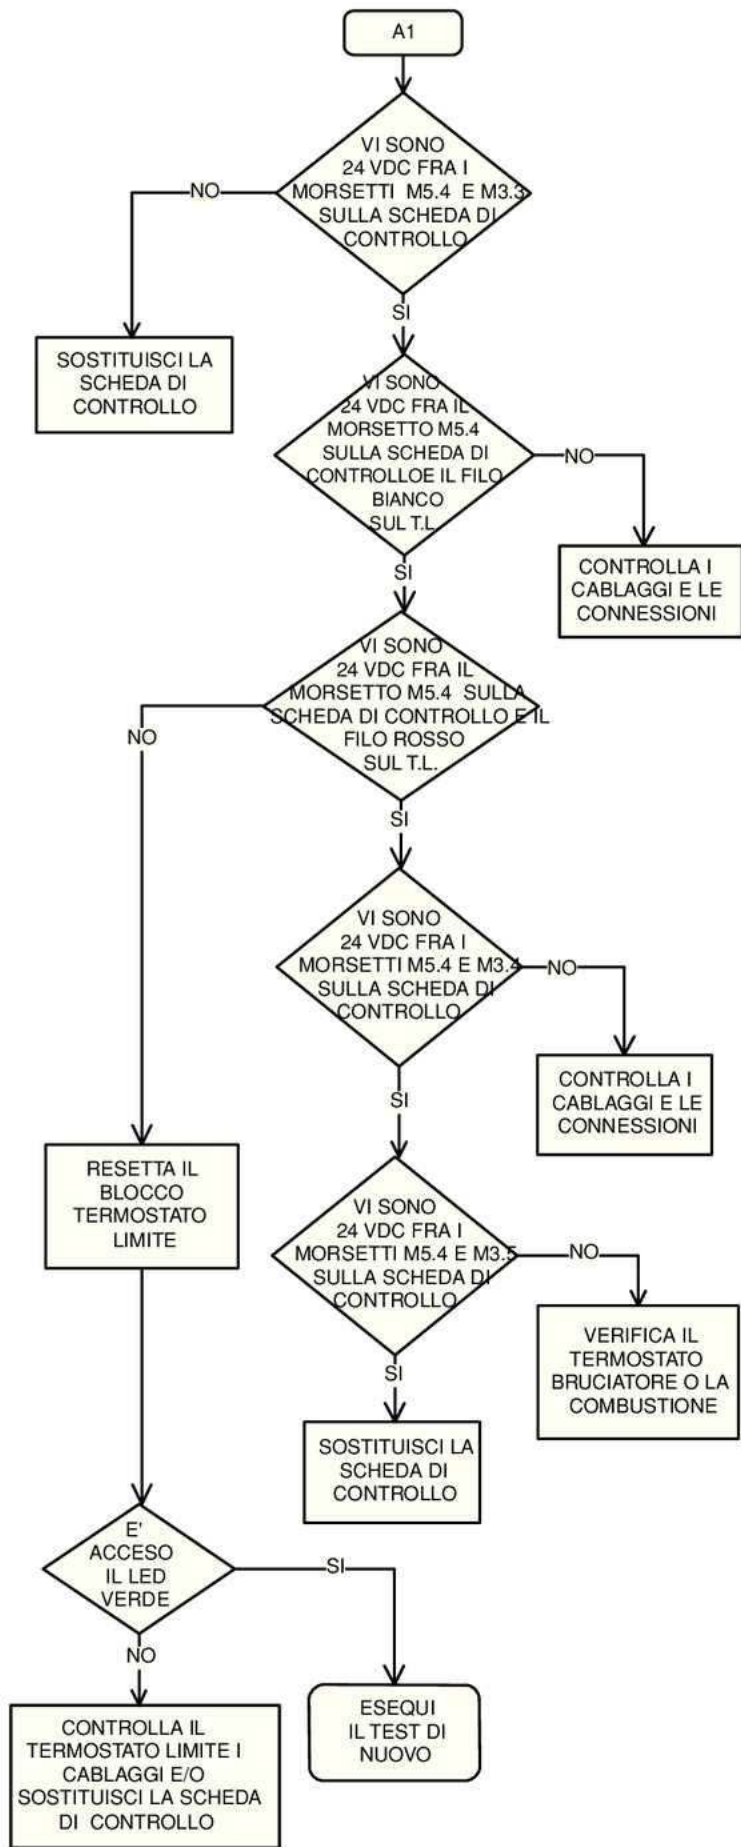 A1
VI SONO
24 VDC FRA I
MORSETTI M5.4 E M3.3
SULLA SCHEDA DI
CONTROLLO
NO
SI
SOSTITUISCI LA
SCHEDA DI
CONTROLLO
VI SONO
24 VDC FRA IL
MORSETTO M5.4
SULLA SCHEDA DI
CONTROLLOE IL FILO
BIANCO
SUL T.L.
NO
SI
CONTROLLA I
CABLAGGI E LE
CONNESSIONI
VI SONO
24 VDC FRA IL
MORSETTO M5.4 SULLA
SCHEDA DI CONTROLLO E IL
FILO ROSSO
SUL T.L.
NO
SI
VI SONO
24 VDC FRA I
MORSETTI M5.4 E M3.4
SULLA SCHEDA DI
CONTROLLO
NO
SI
CONTROLLA I
CABLAGGI E LE
CONNESSIONI
RESETTA IL
BLOCCO
TERMOSTATO
LIMITE
VI SONO
24 VDC FRA I
MORSETTI M5.4 E M3.5
SULLA SCHEDA DI
CONTROLLO
NO
SI
VERIFICA IL
TERMOSTATO
BRUCIATORE O LA
COMBUSTIONE
SOSTITUISCI LA
SCHEDA DI
CONTROLLO
E'
ACCESO
IL LED
VERDE
SI
NO
ESEQUI
IL TEST DI
NUOVO
CONTROLLA IL
TERMOSTATO LIMITE I
CABLAGGI E/O
SOSTITUISCI LA SCHEDA
DI CONTROLLO